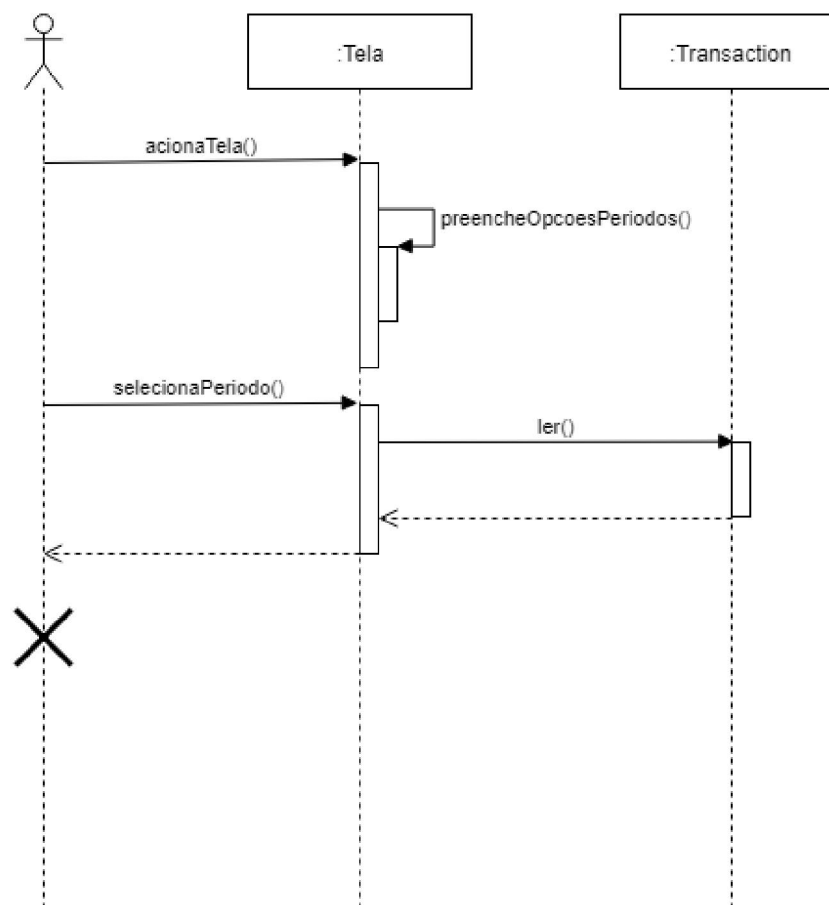 :Tela
:Transaction
acionaTela()
preencheOpcoesPeriodos()
selecionaPeriodo()
ler()